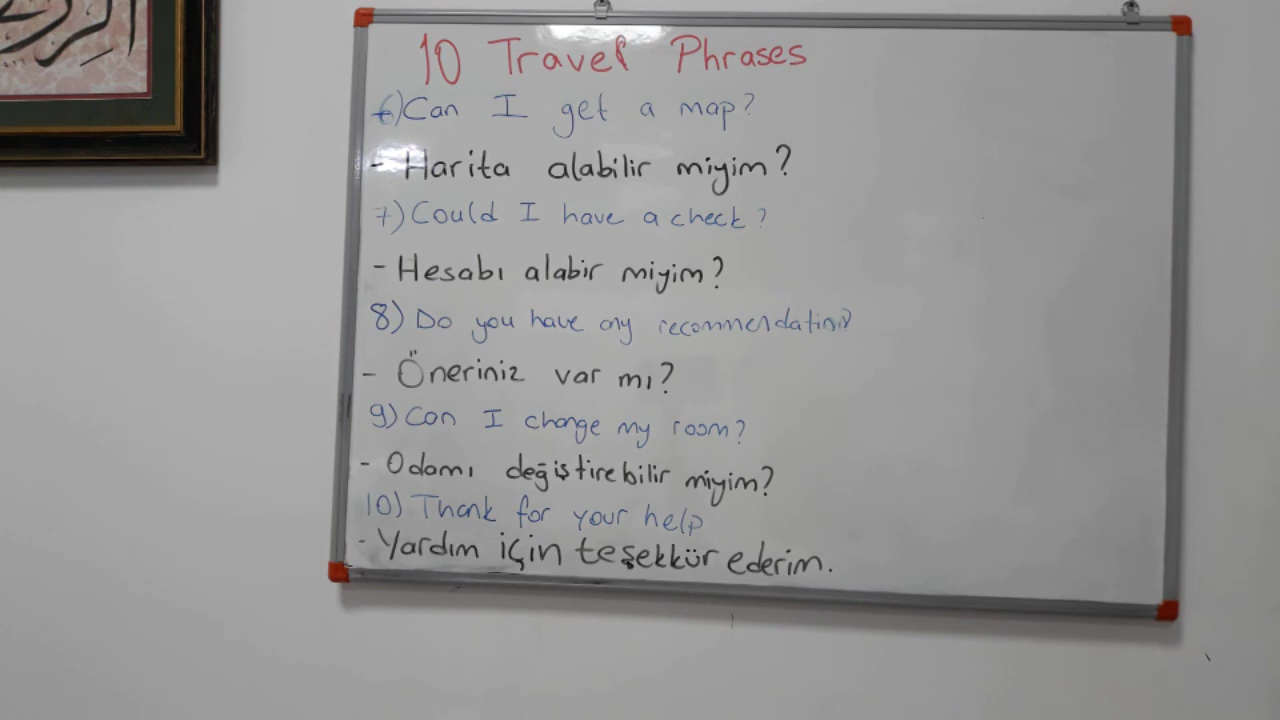 10 Travel Phrases
6) Can I get a map?
- Harita alabilir miyim?
7) Could I have a check?
- Hesabı alabir miyim?
8) Do you have any
- Öneriniz var mı?
9) Can I change my room?
- Odamı değiştirebilir miyim?
10) Thank for your help
- Yardım için teşekkür ederim.